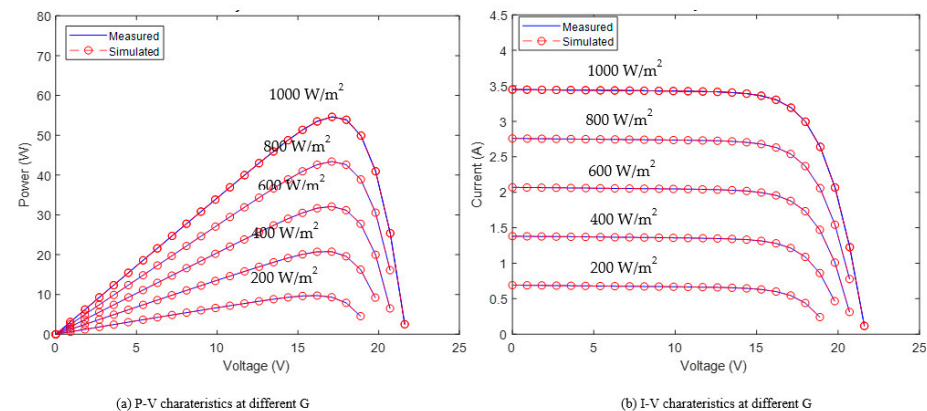 80
70
60
50
40
30
20
10
0
Power (W)
Measured
Simulated
1000 W/m2
800 W/m2
600 W/m2
400 W/m2
200 W/m2
0 5 10 15 20 25
Voltage (V)
(a) P-V charateristics at different G
4.5
4
3.5
3
2.5
2
1.5
1
0.5
0
Current (A)
Measured
Simulated
1000 W/m2
800 W/m2
600 W/m2
400 W/m2
200 W/m2
0 5 10 15 20 25
Voltage (V)
(b) I-V charateristics at different G